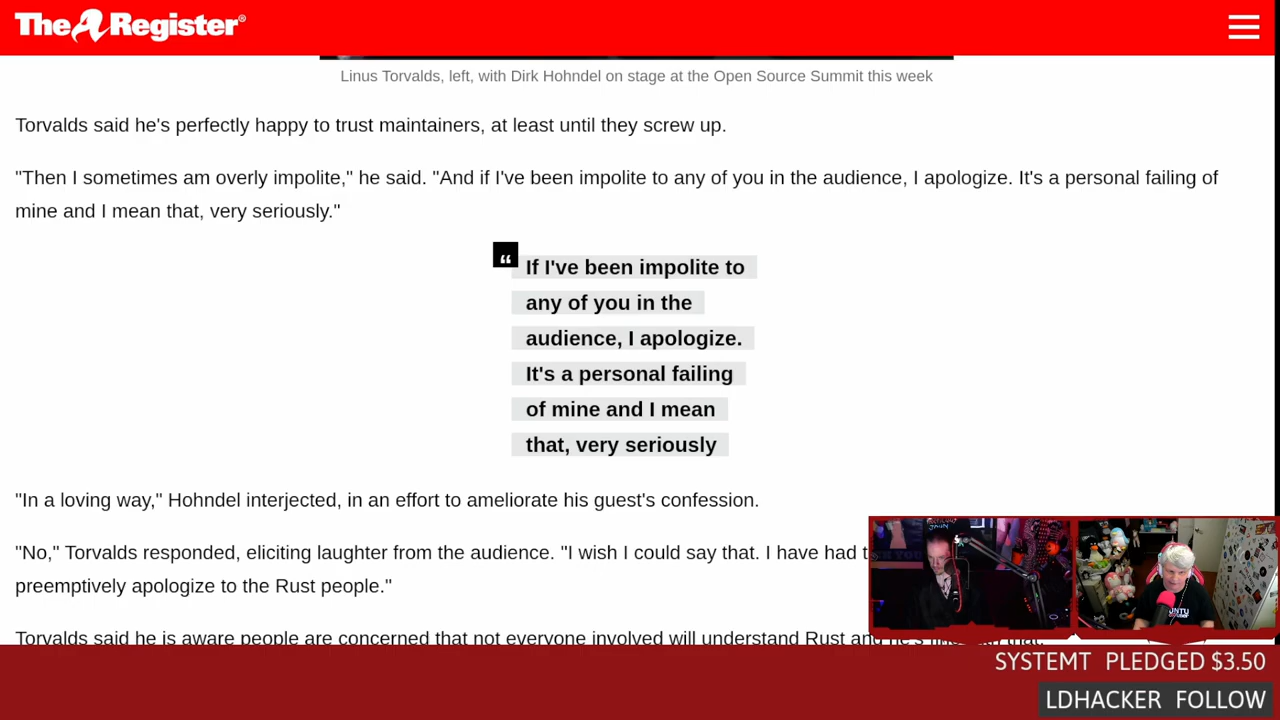 The Register®
Linus Torvalds, left, with Dirk Hohndel on stage at the Open Source Summit this week
Torvalds said he's perfectly happy to trust maintainers, at least until they screw up.
"Then I sometimes am overly impolite," he said. "And if I've been impolite to any of you in the audience, I apologize. It's a personal failing of
mine and I mean that, very seriously."
“ If I've been impolite to
any of you in the
audience, I apologize.
It's a personal failing
of mine and I mean
that, very seriously
"In a loving way," Hohndel interjected, in an effort to ameliorate his guest's confession.
"No," Torvalds responded, eliciting laughter from the audience. "I wish I could say that. I have had
preemptively apologize to the Rust people."
Torvalds said he is aware people are concerned that not everyone involved will understand Rust and he's
SYSTEMT PLEDGED $3.50
LDHACKER FOLLOW